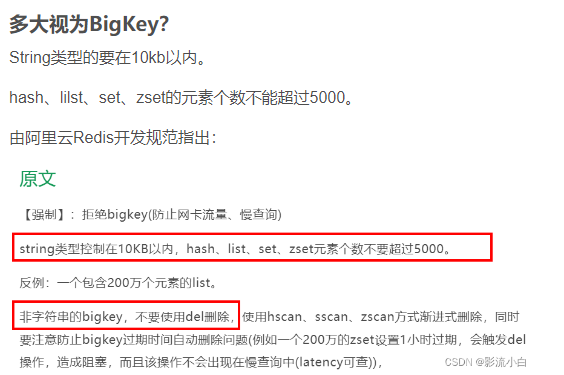 多大视为BigKey?
String类型的要在10kb以内。
hash、lilst、set、zset的元素个数不能超过5000。
由阿里云Redis开发规范指出：
原文
【强制】：拒绝bigkey(防止网卡流量、慢查询)
string类型控制在10KB以内，hash、list、set、zset元素个数不要超过5000。
反例：一个包含200万个元素的list。
非字符串的bigkey，不要使用del删除，使用hscan、sscan、zscan方式渐进式删除，同时
要注意防止bigkey过期时间自动删除问题(例如一个200万的zset设置1小时过期，会触发del
操作，造成阻塞，而且该操作不会出现在慢查询中(latency可查))，
CSDN @影流小白